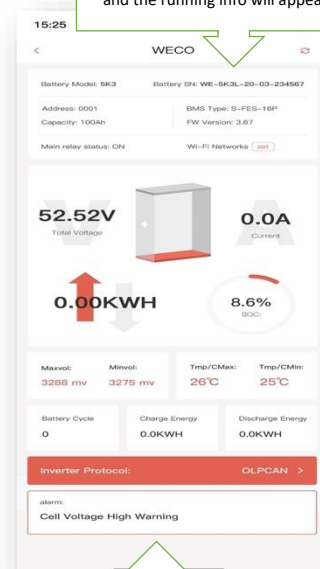 and the running info will appea
15:25
< WECO
Battery Model: 5K3 Battery SN: WE-5K3L-20-03-234567
Address: 0001 BMS Type: S-FES-16P
Capacity: 100Ah FW Version: 3.67
Main relay status: ON Wi-Fi Networks set
52.52V 0.0A
Total Voltage Current
0.00KWH 8.6%
SOC:
Maxvol: Minvol: Tmp/CMax: Tmp/CMin:
3288 mv 3275 mv 26℃ 25℃
Battery Cycle Charge Energy Discharge Energy
0 0.0KWH 0.0KWH
Inverter Protocol: OLPCAN >
alarm:
Cell Voltage High Warning